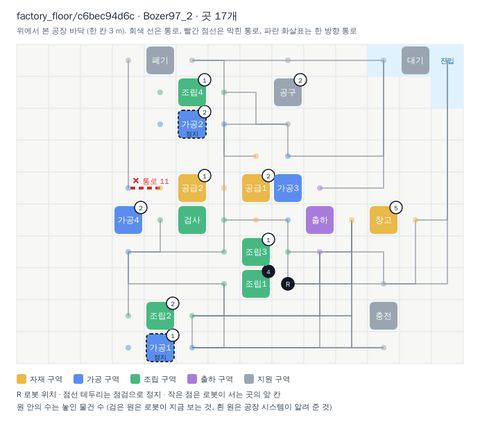 factory_floor/c6bec94d6c · Bozer97_2 · 곳 17개
위에서 본 공장 바닥 (한 칸 3 m). 회색 선은 통로, 빨간 점선은 막힌 통로, 파란 화살표는 한 방향 통로
폐기
대기
진입
조립4
1
공구
2
가공2
2
정지
✖ 통로 11
공급2
1
공급1
2
가공3
가공4
2
검사
출하
창고
5
조립3
1
조립1
4
R
조립2
2
충전
가공1
1
정지
자재 구역
가공 구역
조립 구역
출하 구역
지원 구역
R 로봇 위치 · 점선 테두리는 점검으로 정지 · 작은 점은 로봇이 서는 곳의 앞 칸
원 안의 수는 놓인 물건 수 (검은 원은 로봇이 지금 보는 것, 흰 원은 공장 시스템이 알려 준 것)